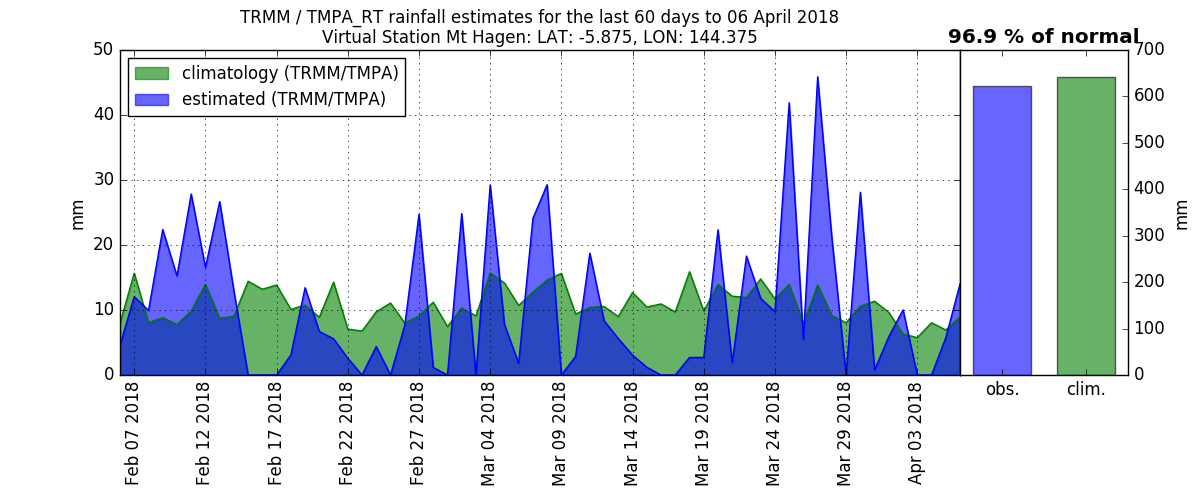 TRMM / TMPA_RT rainfall estimates for the last 60 days to 06 April 2018
Virtual Station Mt Hagen: LAT: -5.875, LON: 144.375
96.9 % of normal
climatology (TRMM/TMPA)
estimated (TRMM/TMPA)
50
40
30
20
10
0
mm
Feb 07 2018
Feb 12 2018
Feb 17 2018
Feb 22 2018
Feb 27 2018
Mar 04 2018
Mar 09 2018
Mar 14 2018
Mar 19 2018
Mar 24 2018
Mar 29 2018
Apr 03 2018
700
600
500
400
300
200
100
0
mm
obs.
clim.